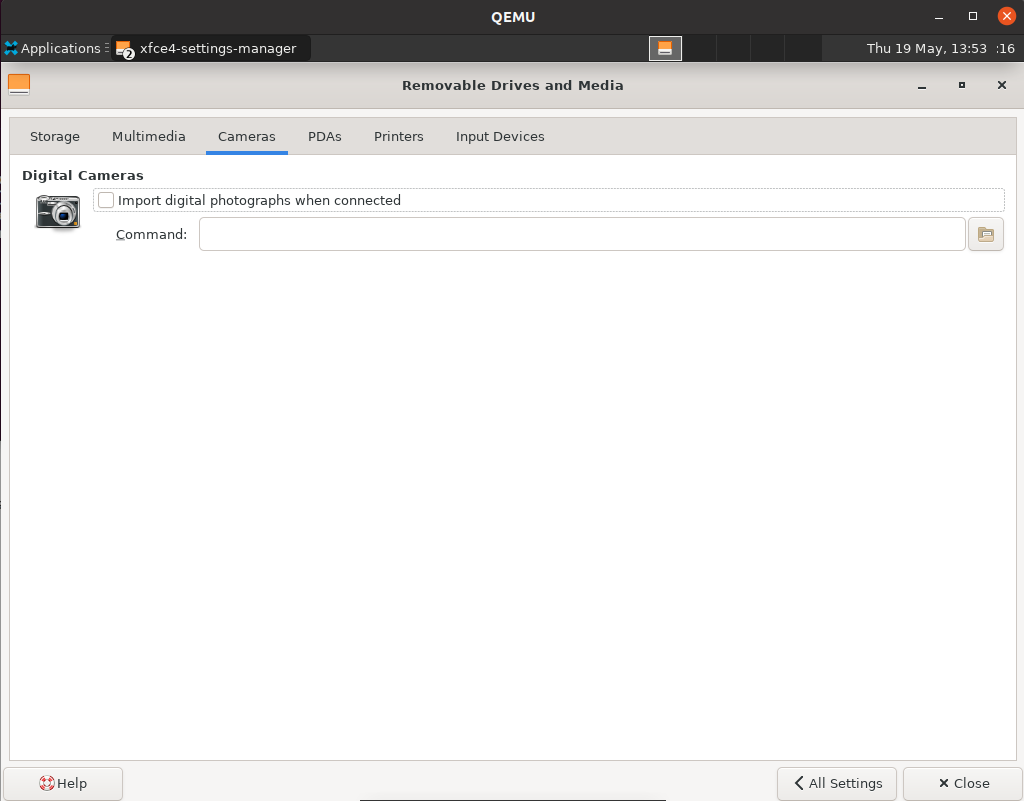 QEMU
Applications 2 xfce4-settings-manager Thu 19 May, 13:53 :16
Removable Drives and Media
Storage Multimedia Cameras PDAs Printers Input Devices
Digital Cameras
Import digital photographs when connected
Command:
Help All Settings Close